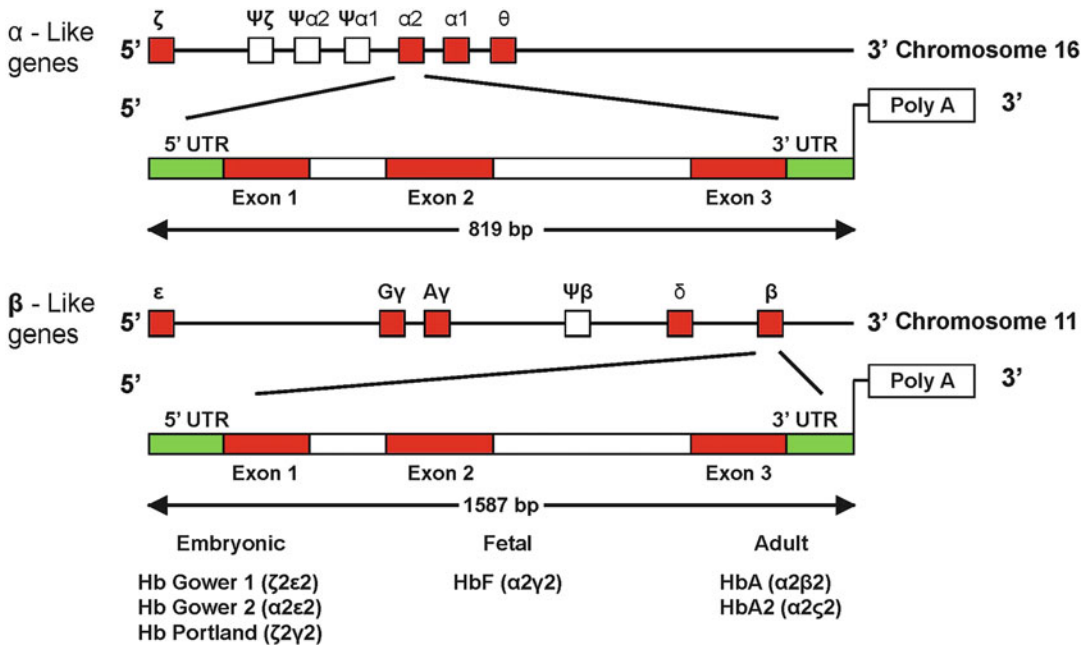 ζ Ψζ Ψα2 Ψα1 α2 α1 θ
α - Like genes
5’ 3’ Chromosome 16
5’ Poly A 3’
5’ UTR 3’ UTR
Exon 1 Exon 2 Exon 3
819 bp
ε Gγ Aγ Ψβ δ β
β - Like genes
5’ 3’ Chromosome 11
5’ Poly A 3’
5’ UTR 3’ UTR
Exon 1 Exon 2 Exon 3
1587 bp
Embryonic Fetal Adult
Hb Gower 1 (ζ2ε2) HbF (α2γ2) HbA (α2β2)
Hb Gower 2 (α2ε2) HbA2 (α2ς2)
Hb Portland (ζ2γ2)